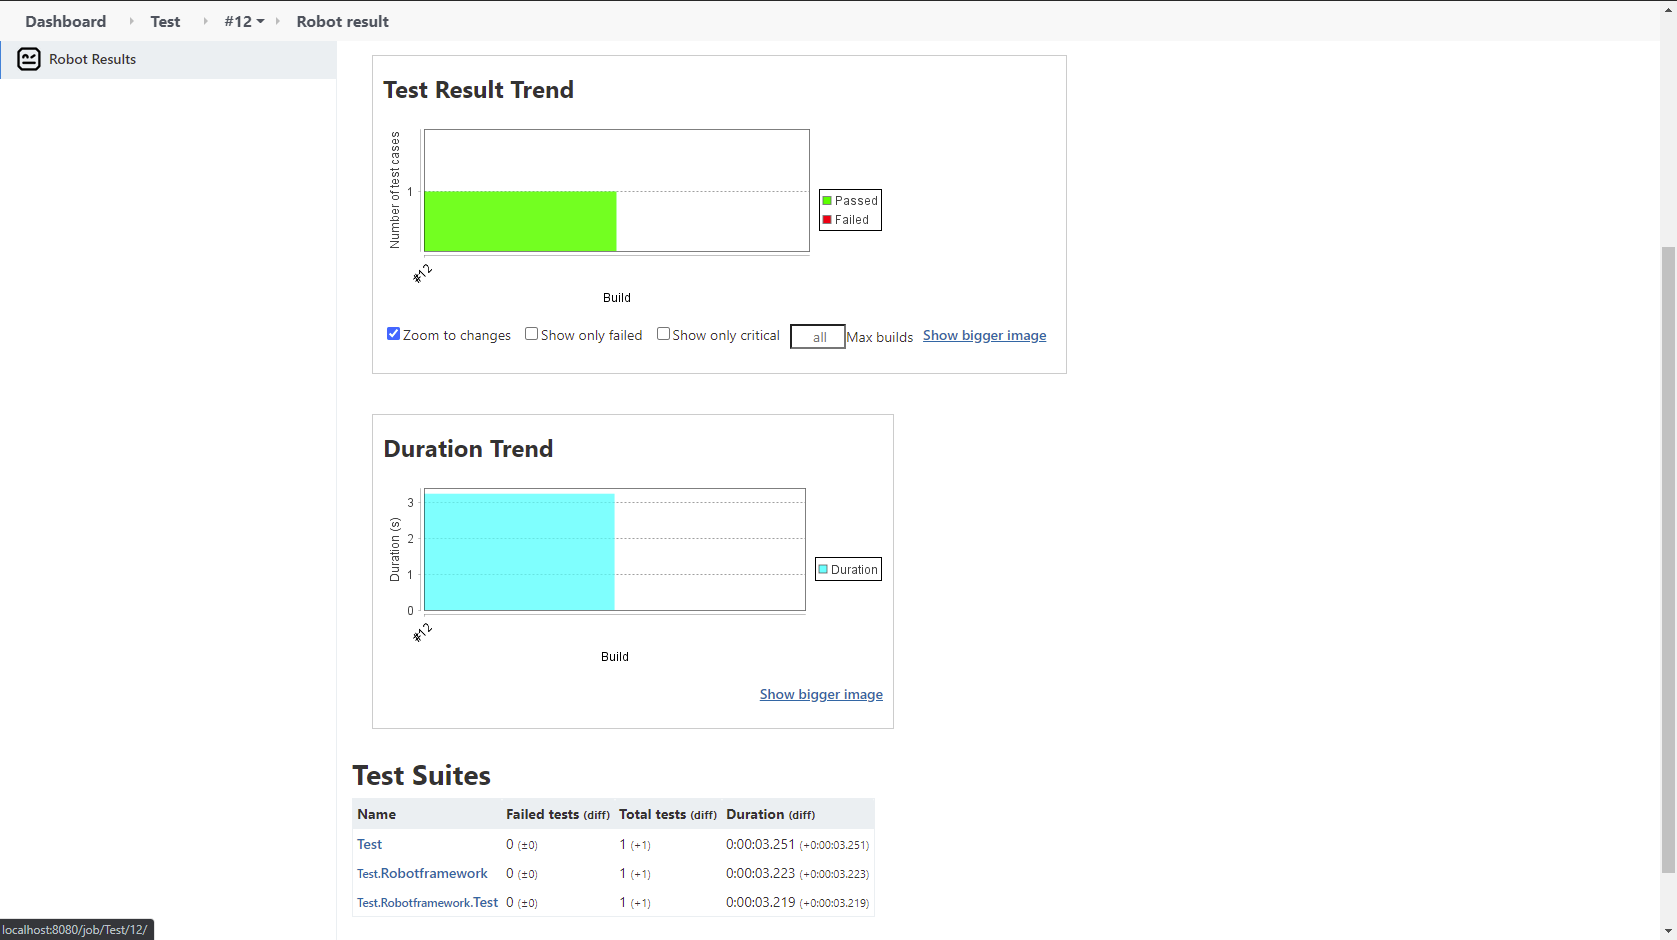 Dashboard Test #12 Robot result
Robot Results
Test Result Trend
Number of test cases
1
Passed
Failed
#12
Build
Zoom to changes Show only failed Show only critical all Max builds Show bigger image
Duration Trend
Duration (s)
3
2
1
0
Duration
#12
Build
Show bigger image
Test Suites
Name Failed tests (diff) Total tests (diff) Duration (diff)
Test 0 (±0) 1 (+1) 0:00:03.251 (+0:00:03.251)
Test.Robotframework 0 (±0) 1 (+1) 0:00:03.223 (+0:00:03.223)
Test.Robotframework.Test 0 (±0) 1 (+1) 0:00:03.219 (+0:00:03.219)
localhost:8080/job/Test/12/